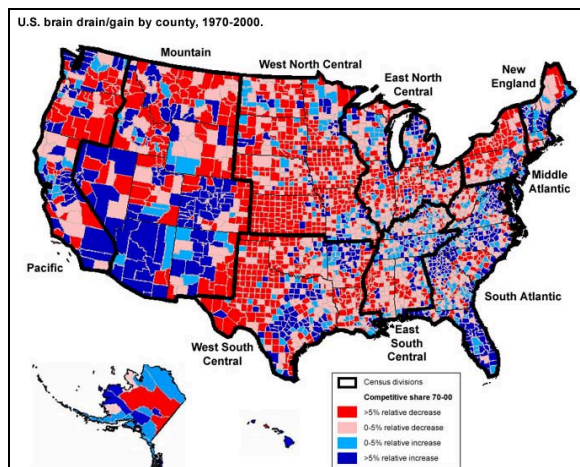 U.S. brain drain/gain by county, 1970-2000.
Mountain
West North Central
East North
Central
New
England
Middle
Atlantic
Pacific
South Atlantic
West South
Central
East
South
Central
Census divisions
Competitive share 70-00
>5% relative decrease
0-5% relative decrease
0-5% relative increase
>5% relative increase